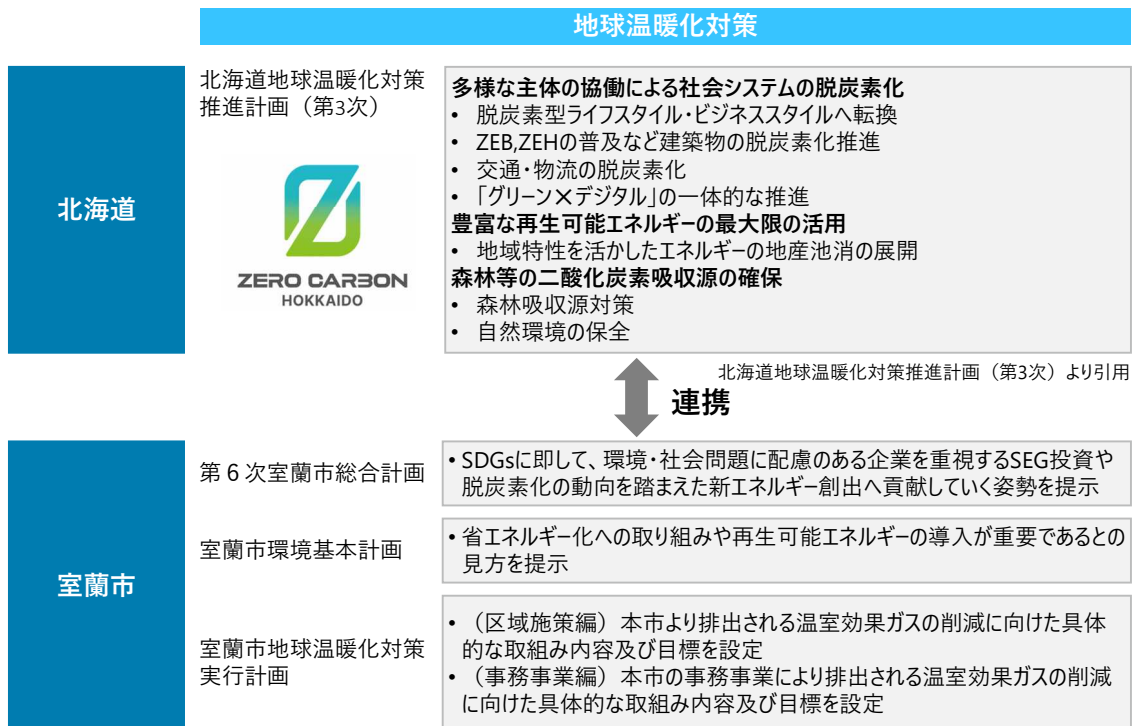 地球温暖化対策
北海道
北海道地球温暖化対策
推進計画（第3次）
ZERO CARBON
HOKKAIDO
多様な主体の協働による社会システムの脱炭素化
• 脱炭素型ライフスタイル・ビジネススタイルへ転換
• ZEB,ZEHの普及など建築物の脱炭素化推進
• 交通・物流の脱炭素化
• 「グリーン×デジタル」の一体的な推進
豊富な再生可能エネルギーの最大限の活用
• 地域特性を活かしたエネルギーの地産池消の展開
森林等の二酸化炭素吸収源の確保
• 森林吸収源対策
• 自然環境の保全
北海道地球温暖化対策推進計画（第3次）より引用
連携
室蘭市
第６次室蘭市総合計画
• SDGsに即して、環境・社会問題に配慮のある企業を重視するSEG投資や
脱炭素化の動向を踏まえた新エネルギー創出へ貢献していく姿勢を提示
室蘭市環境基本計画
• 省エネルギー化への取り組みや再生可能エネルギーの導入が重要であるとの
見方を提示
室蘭市地球温暖化対策
実行計画
• （区域施策編）本市より排出される温室効果ガスの削減に向けた具体
的な取組み内容及び目標を設定
• （事務事業編）本市の事務事業により排出される温室効果ガスの削減
に向けた具体的な取組み内容及び目標を設定